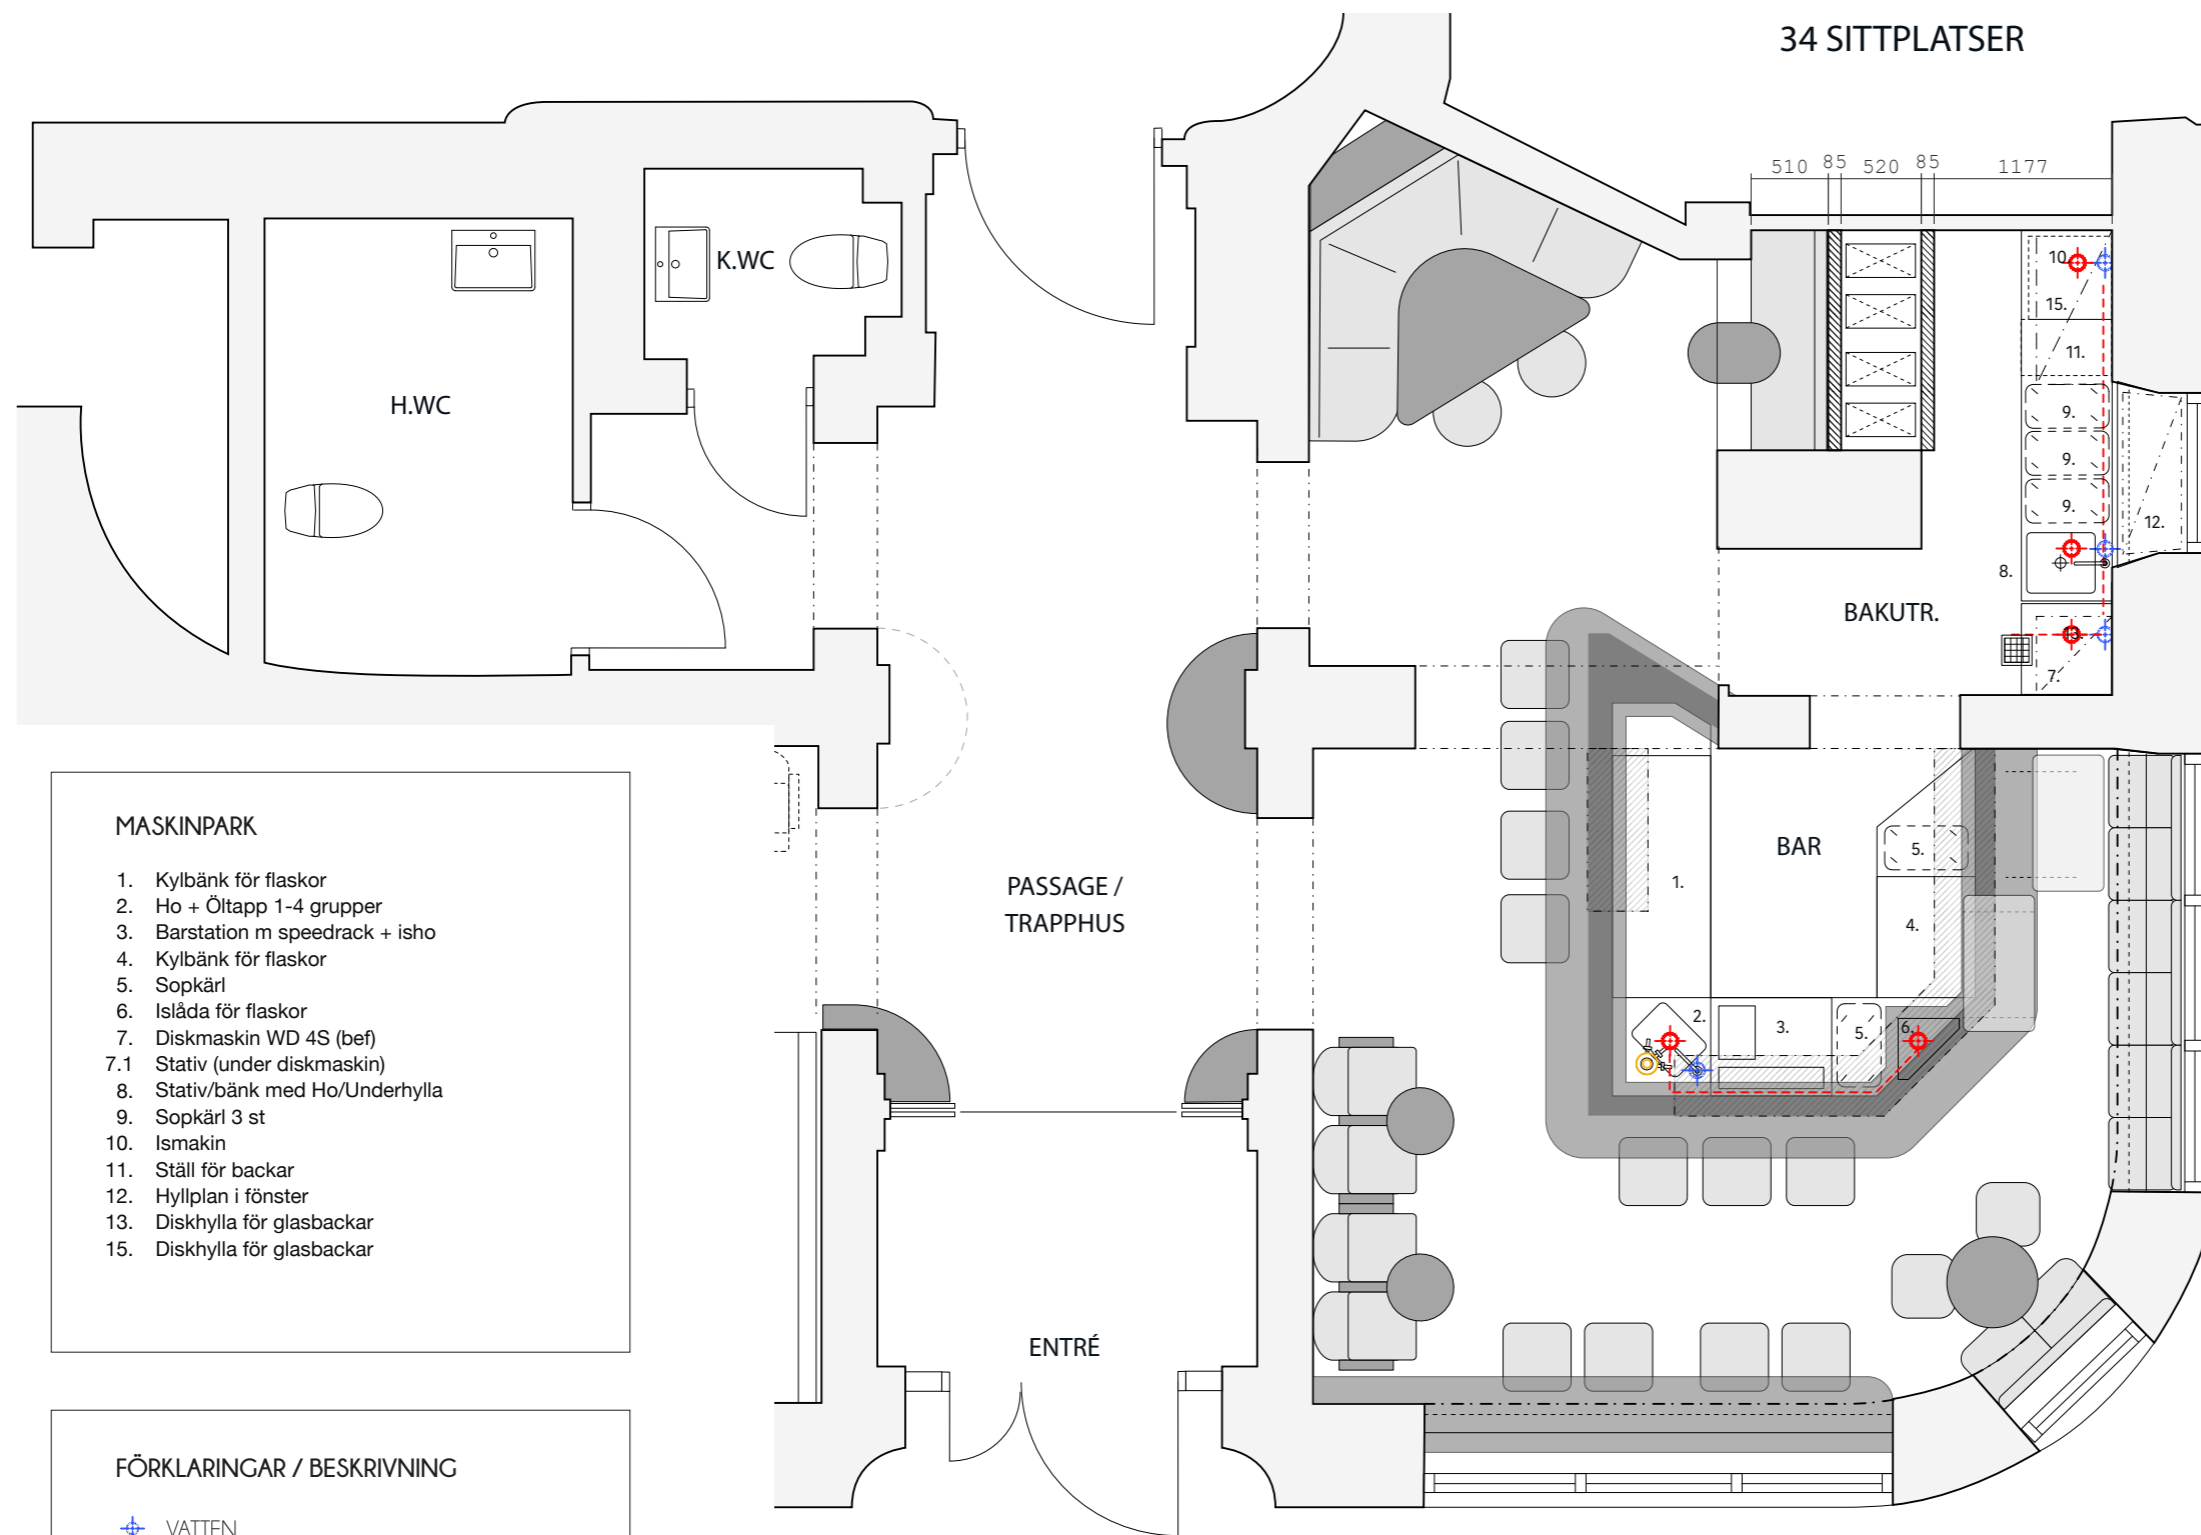 34 SITTPLATSER
510 85 520 85 1177
K.WC
H.WC
10.
15.
11.
9.
9.
9.
12.
8.
BAKUTR.
13.
7.
BAR
5.
1.
4.
2.
3.
5.
6.
PASSAGE /
TRAPPHUS
ENTRÉ
MASKINPARK
1. Kylbänk för flaskor
2. Ho + Öltapp 1-4 grupper
3. Barstation m speedrack + isho
4. Kylbänk för flaskor
5. Sopkärl
6. Islåda för flaskor
7. Diskmaskin WD 4S (bef)
7.1 Stativ (under diskmaskin)
8. Stativ/bänk med Ho/Underhylla
9. Sopkärl 3 st
10. Ismakin
11. Ställ för backar
12. Hyllplan i fönster
13. Diskhylla för glasbackar
15. Diskhylla för glasbackar
FÖRKLARINGAR / BESKRIVNING
VATTEN